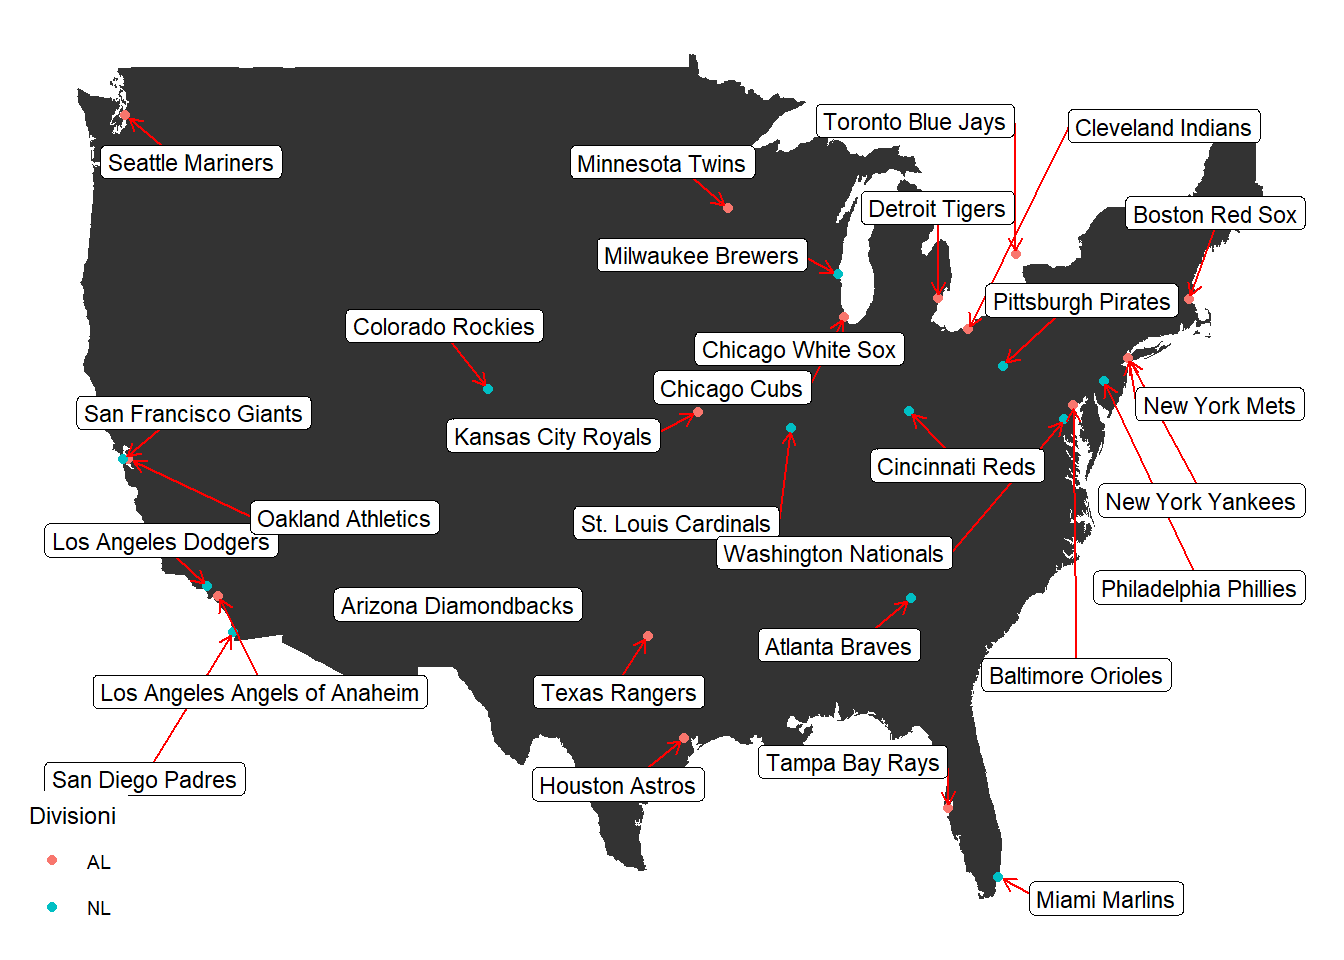 Toronto Blue Jays
Cleveland Indians
Seattle Mariners
Minnesota Twins
Detroit Tigers
Boston Red Sox
Milwaukee Brewers
Pittsburgh Pirates
Colorado Rockies
Chicago White Sox
Chicago Cubs
New York Mets
San Francisco Giants
Kansas City Royals
Cincinnati Reds
New York Yankees
Oakland Athletics
St. Louis Cardinals
Los Angeles Dodgers
Washington Nationals
Philadelphia Phillies
Arizona Diamondbacks
Atlanta Braves
Baltimore Orioles
Los Angeles Angels of Anaheim
Texas Rangers
Tampa Bay Rays
San Diego Padres
Houston Astros
Divisioni
AL
Miami Marlins
NL